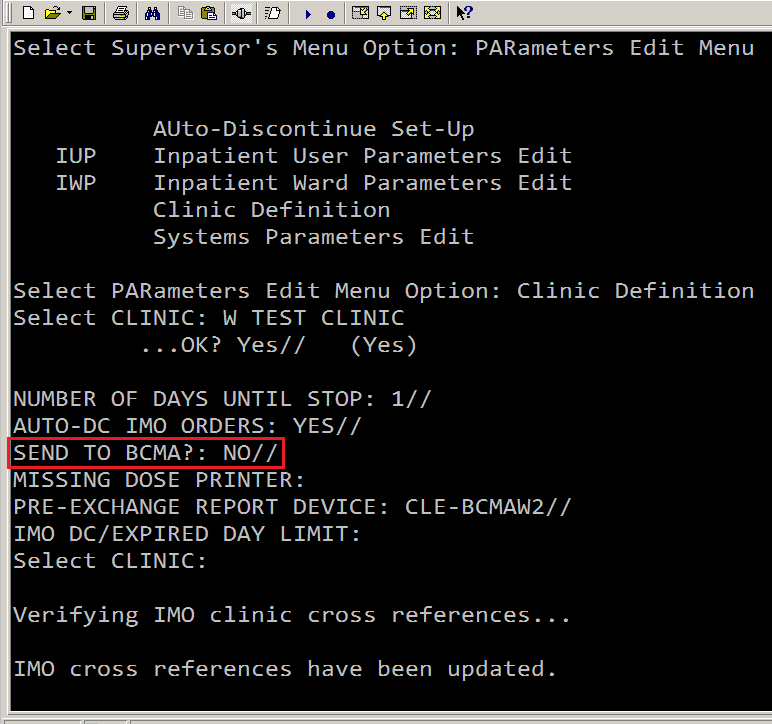 Select Supervisor's Menu Option: PARameters Edit Menu
AUto-Discontinue Set-Up
IUP Inpatient User Parameters Edit
IWP Inpatient Ward Parameters Edit
Clinic Definition
Systems Parameters Edit
Select PARameters Edit Menu Option: Clinic Definition
Select CLINIC: W TEST CLINIC
...OK? Yes// (Yes)
NUMBER OF DAYS UNTIL STOP: 1//
AUTO-DC IMO ORDERS: YES//
SEND TO BCMA?: NO//
MISSING DOSE PRINTER:
PRE-EXCHANGE REPORT DEVICE: CLE-BCMAW2//
IMO DC/EXPIRED DAY LIMIT:
Select CLINIC:
Verifying IMO clinic cross references...
IMO cross references have been updated.